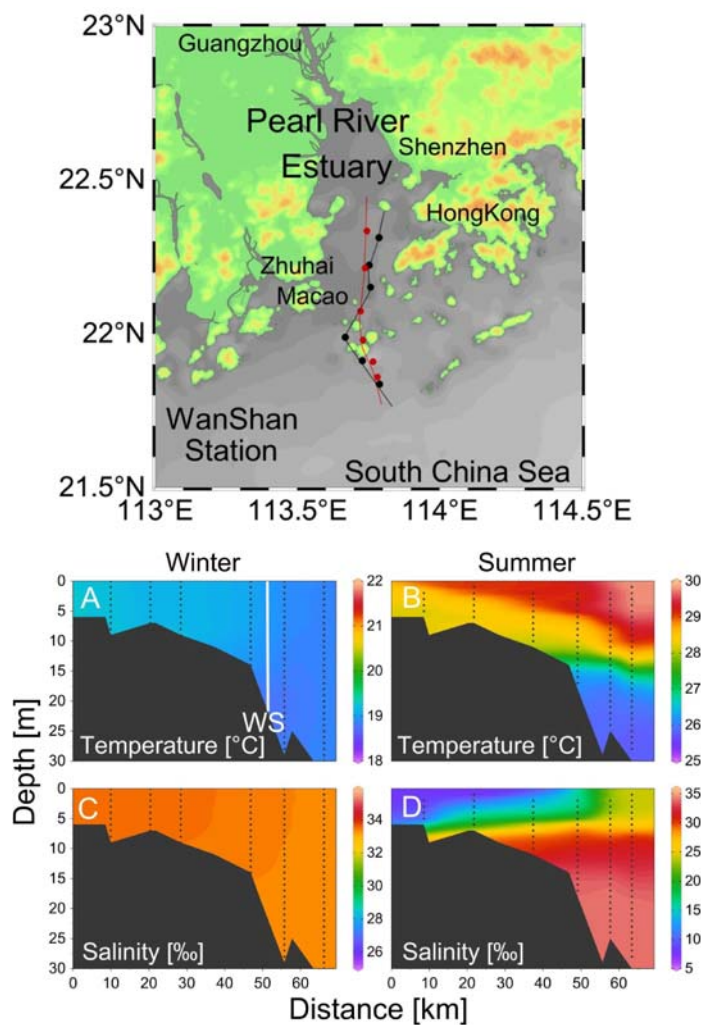 23°N
Guangzhou
Pearl River
Estuary
Shenzhen
22.5°N
HongKong
Zhuhai
Macao
22°N
WanShan
Station
South China Sea
21.5°N
113°E 113.5°E 114°E 114.5°E
Winter Summer
0 A 22 B 30
5 29
10 21 28
15 20 27
20 19 26
25 WS
30 Temperature [°C] 18 Temperature [°C] 25
0 C D 35
5 34 30
10 32 25
15 30 20
20 28 15
25 26 10
30 Salinity [‰] Salinity [‰] 5
0 10 20 30 40 50 60 0 10 20 30 40 50 60
Depth [m]
Distance [km]